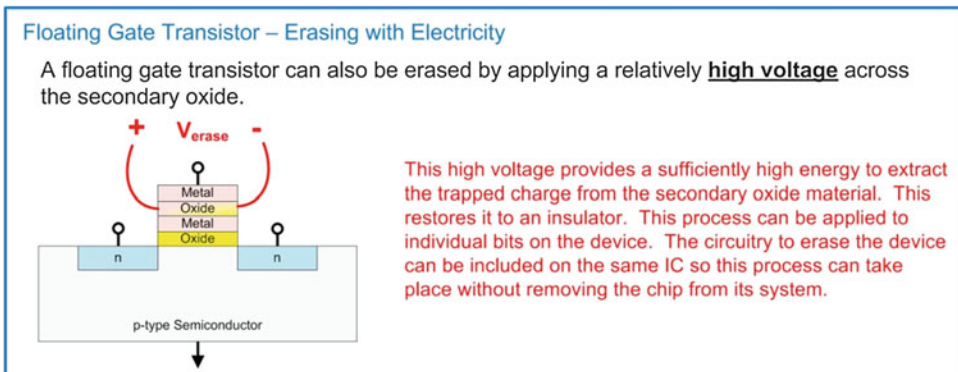 Floating Gate Transistor – Erasing with Electricity
A floating gate transistor can also be erased by applying a relatively high voltage across
the secondary oxide.
+ Verase -
Metal
Oxide
Metal
Oxide
n
n
p-type Semiconductor
This high voltage provides a sufficiently high energy to extract
the trapped charge from the secondary oxide material. This
restores it to an insulator. This process can be applied to
individual bits on the device. The circuitry to erase the device
can be included on the same IC so this process can take
place without removing the chip from its system.